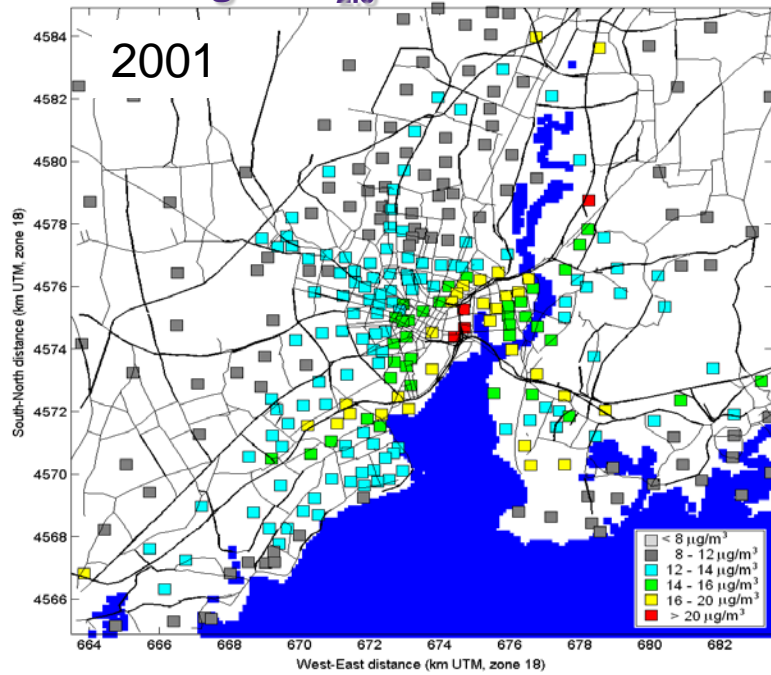 2001
South-North distance (km UTM, zone 18)
4584
4582
4580
4578
4576
4574
4572
4570
4568
4566
< 8 µg/m³
8 - 12 µg/m³
12 - 14 µg/m³
14 - 16 µg/m³
16 - 20 µg/m³
> 20 µg/m³
664 666 668 670 672 674 676 678 680 682
West-East distance (km UTM, zone 18)